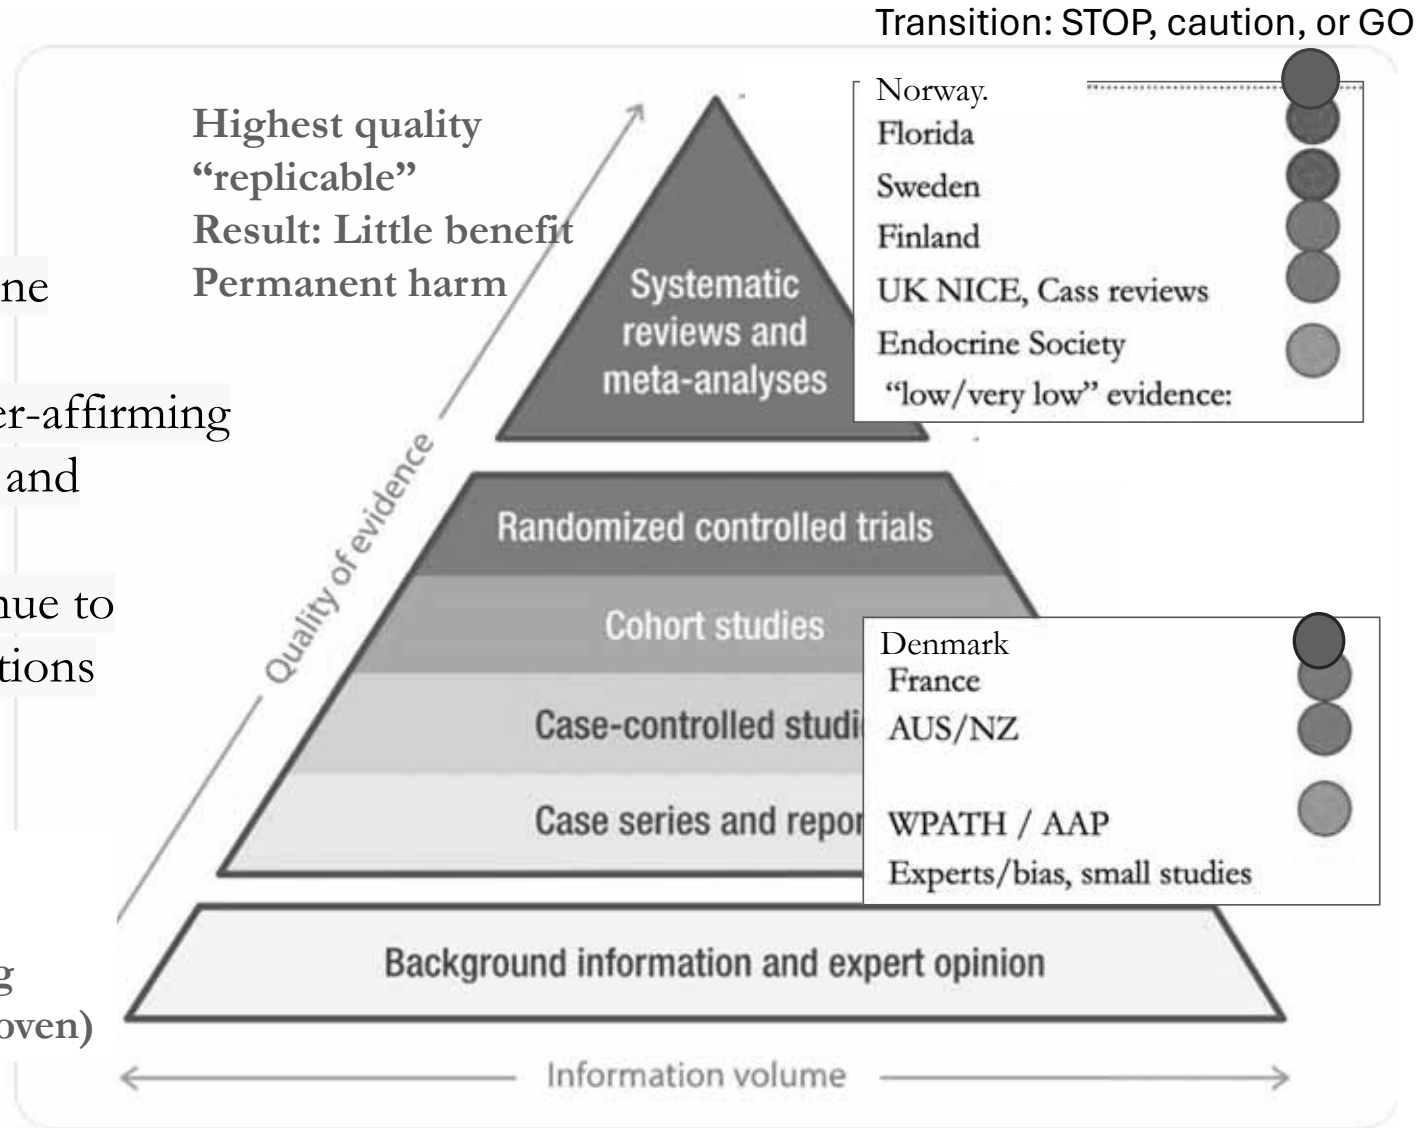 Transition: STOP, caution, or GO
Highest quality
“replicable”
Result: Little benefit
Permanent harm
ne
er-affirming
and
nue to
tions
g
oven)
Quality of evidence
Systematic
reviews and
meta-analyses
Norway.
Florida
Sweden
Finland
UK NICE, Cass reviews
Endocrine Society
“low/very low” evidence:
Randomized controlled trials
Cohort studies
Case-controlled studi
Case series and repor
Denmark
France
AUS/NZ
WPATH / AAP
Experts/bias, small studies
Background information and expert opinion
Information volume